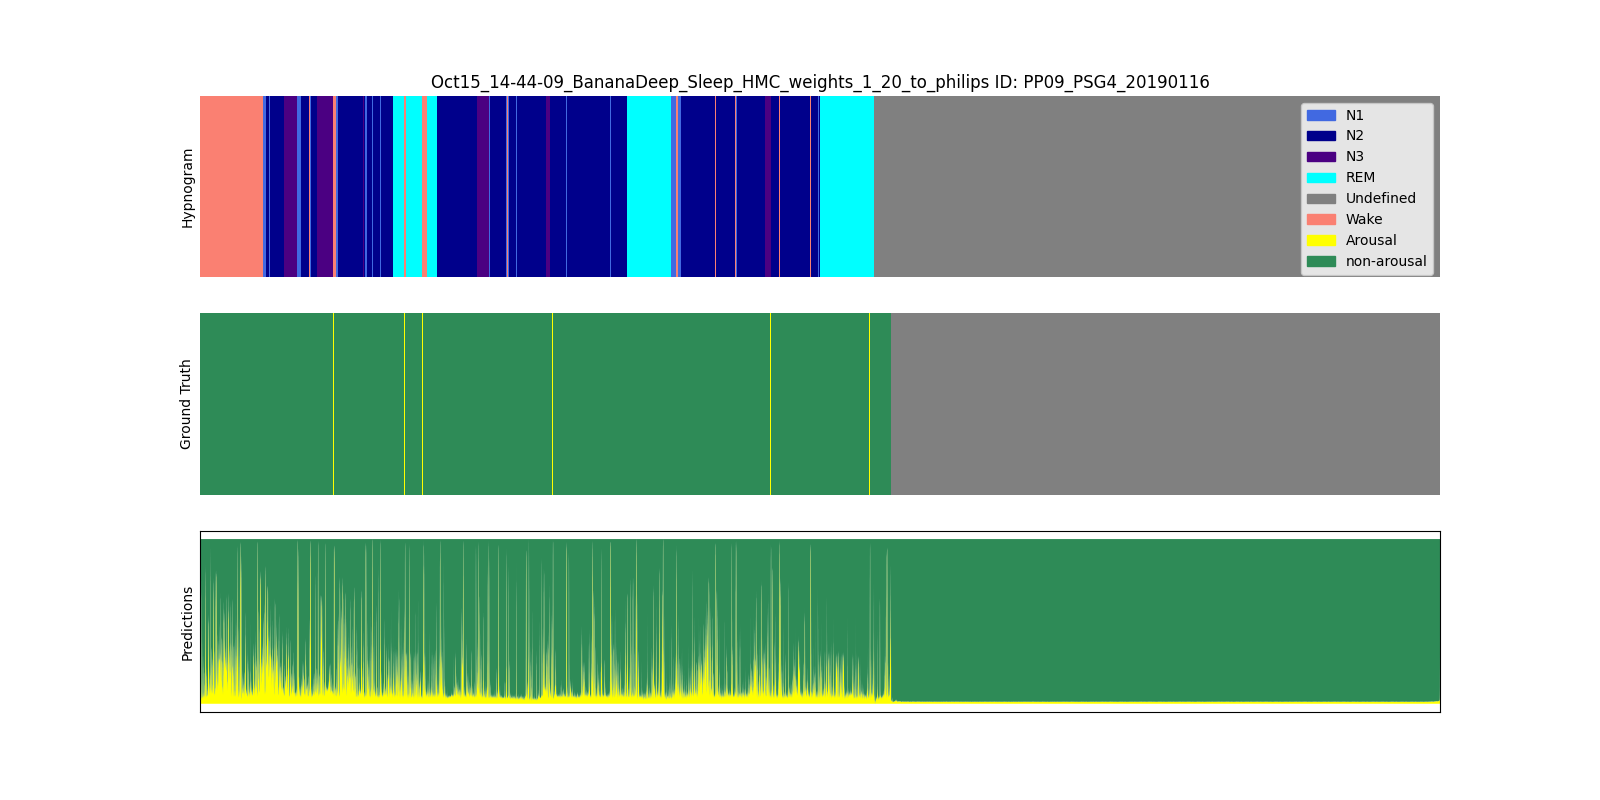 Oct15_14-44-09_BananaDeep_Sleep_HMC_weights_1_20_to_philips ID: PP09_PSG4_20190116
Hypnogram
N1
N2
N3
REM
Undefined
Wake
Arousal
non-arousal
Ground Truth
Predictions